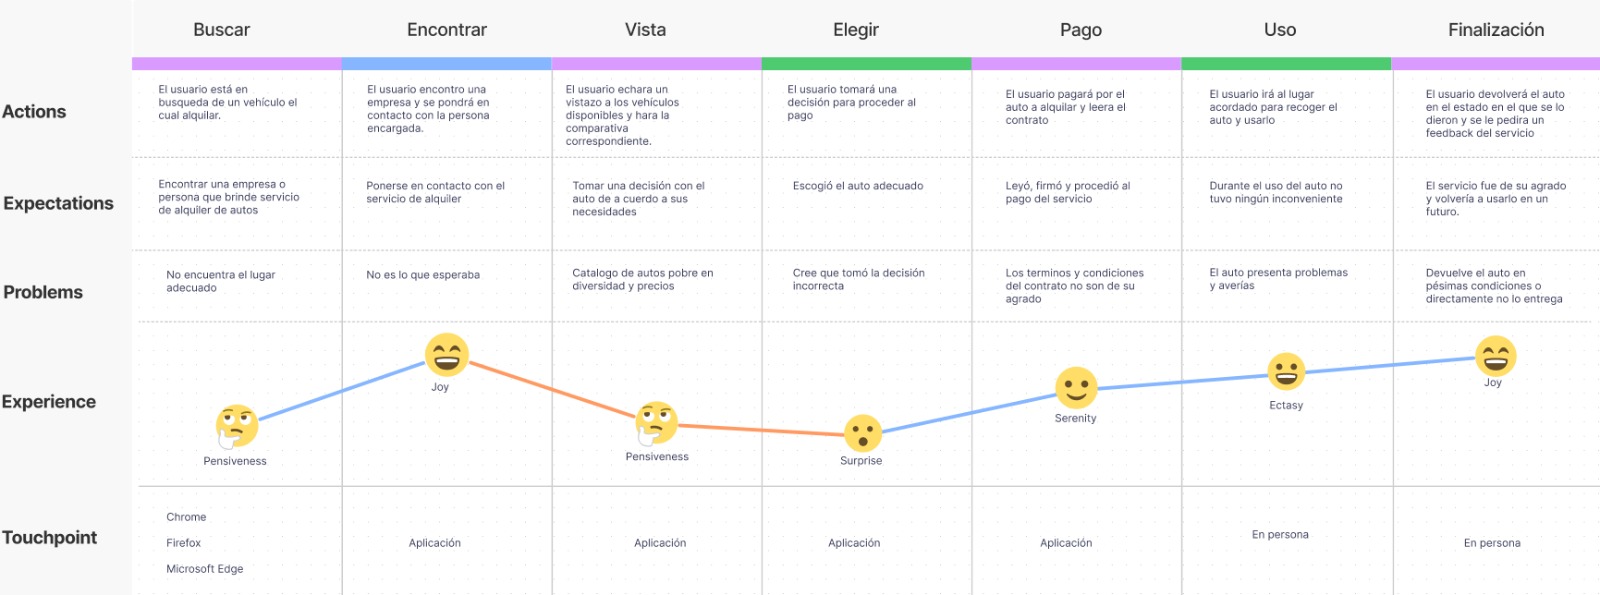 Buscar
Encontrar
Vista
Elegir
Pago
Uso
Finalización
Actions
El usuario está en
busqueda de un vehículo el
cual alquilar.
El usuario encontro una
empresa y se pondrá en
contacto con la persona
encargada.
El usuario echara un
vistazo a los vehículos
disponibles y hara la
comparativa
correspondiente.
El usuario tomará una
decisión para proceder al
pago
El usuario pagará por el
auto a alquilar y leera el
contrato
El usuario irá al lugar
acordado para recoger el
auto y usarlo
El usuario devolverá el auto
en el estado en el que se lo
dieron y se le pedira un
feedback del servicio
Expectations
Encontrar una empresa o
persona que brinde servicio
de alquiler de autos
Ponerse en contacto con el
servicio de alquiler
Tomar una decisión con el
auto de a cuerdo a sus
necesidades
Escogió el auto adecuado
Leyó, firmó y procedió al
pago del servicio
Durante el uso del auto no
tuvo ningún inconveniente
El servicio fue de su agrado
y volvería a usarlo en un
futuro.
Problems
No encuentra el lugar
adecuado
No es lo que esperaba
Catalogo de autos pobre en
diversidad y precios
Cree que tomó la decisión
incorrecta
Los terminos y condiciones
del contrato no son de su
agrado
El auto presenta problemas
y averías
Devuelve el auto en
pésimas condiciones o
directamente no lo entrega
Experience
Pensiveness
Joy
Pensiveness
Surprise
Serenity
Ectasy
Joy
Touchpoint
Chrome
Firefox
Microsoft Edge
Aplicación
Aplicación
Aplicación
Aplicación
En persona
En persona